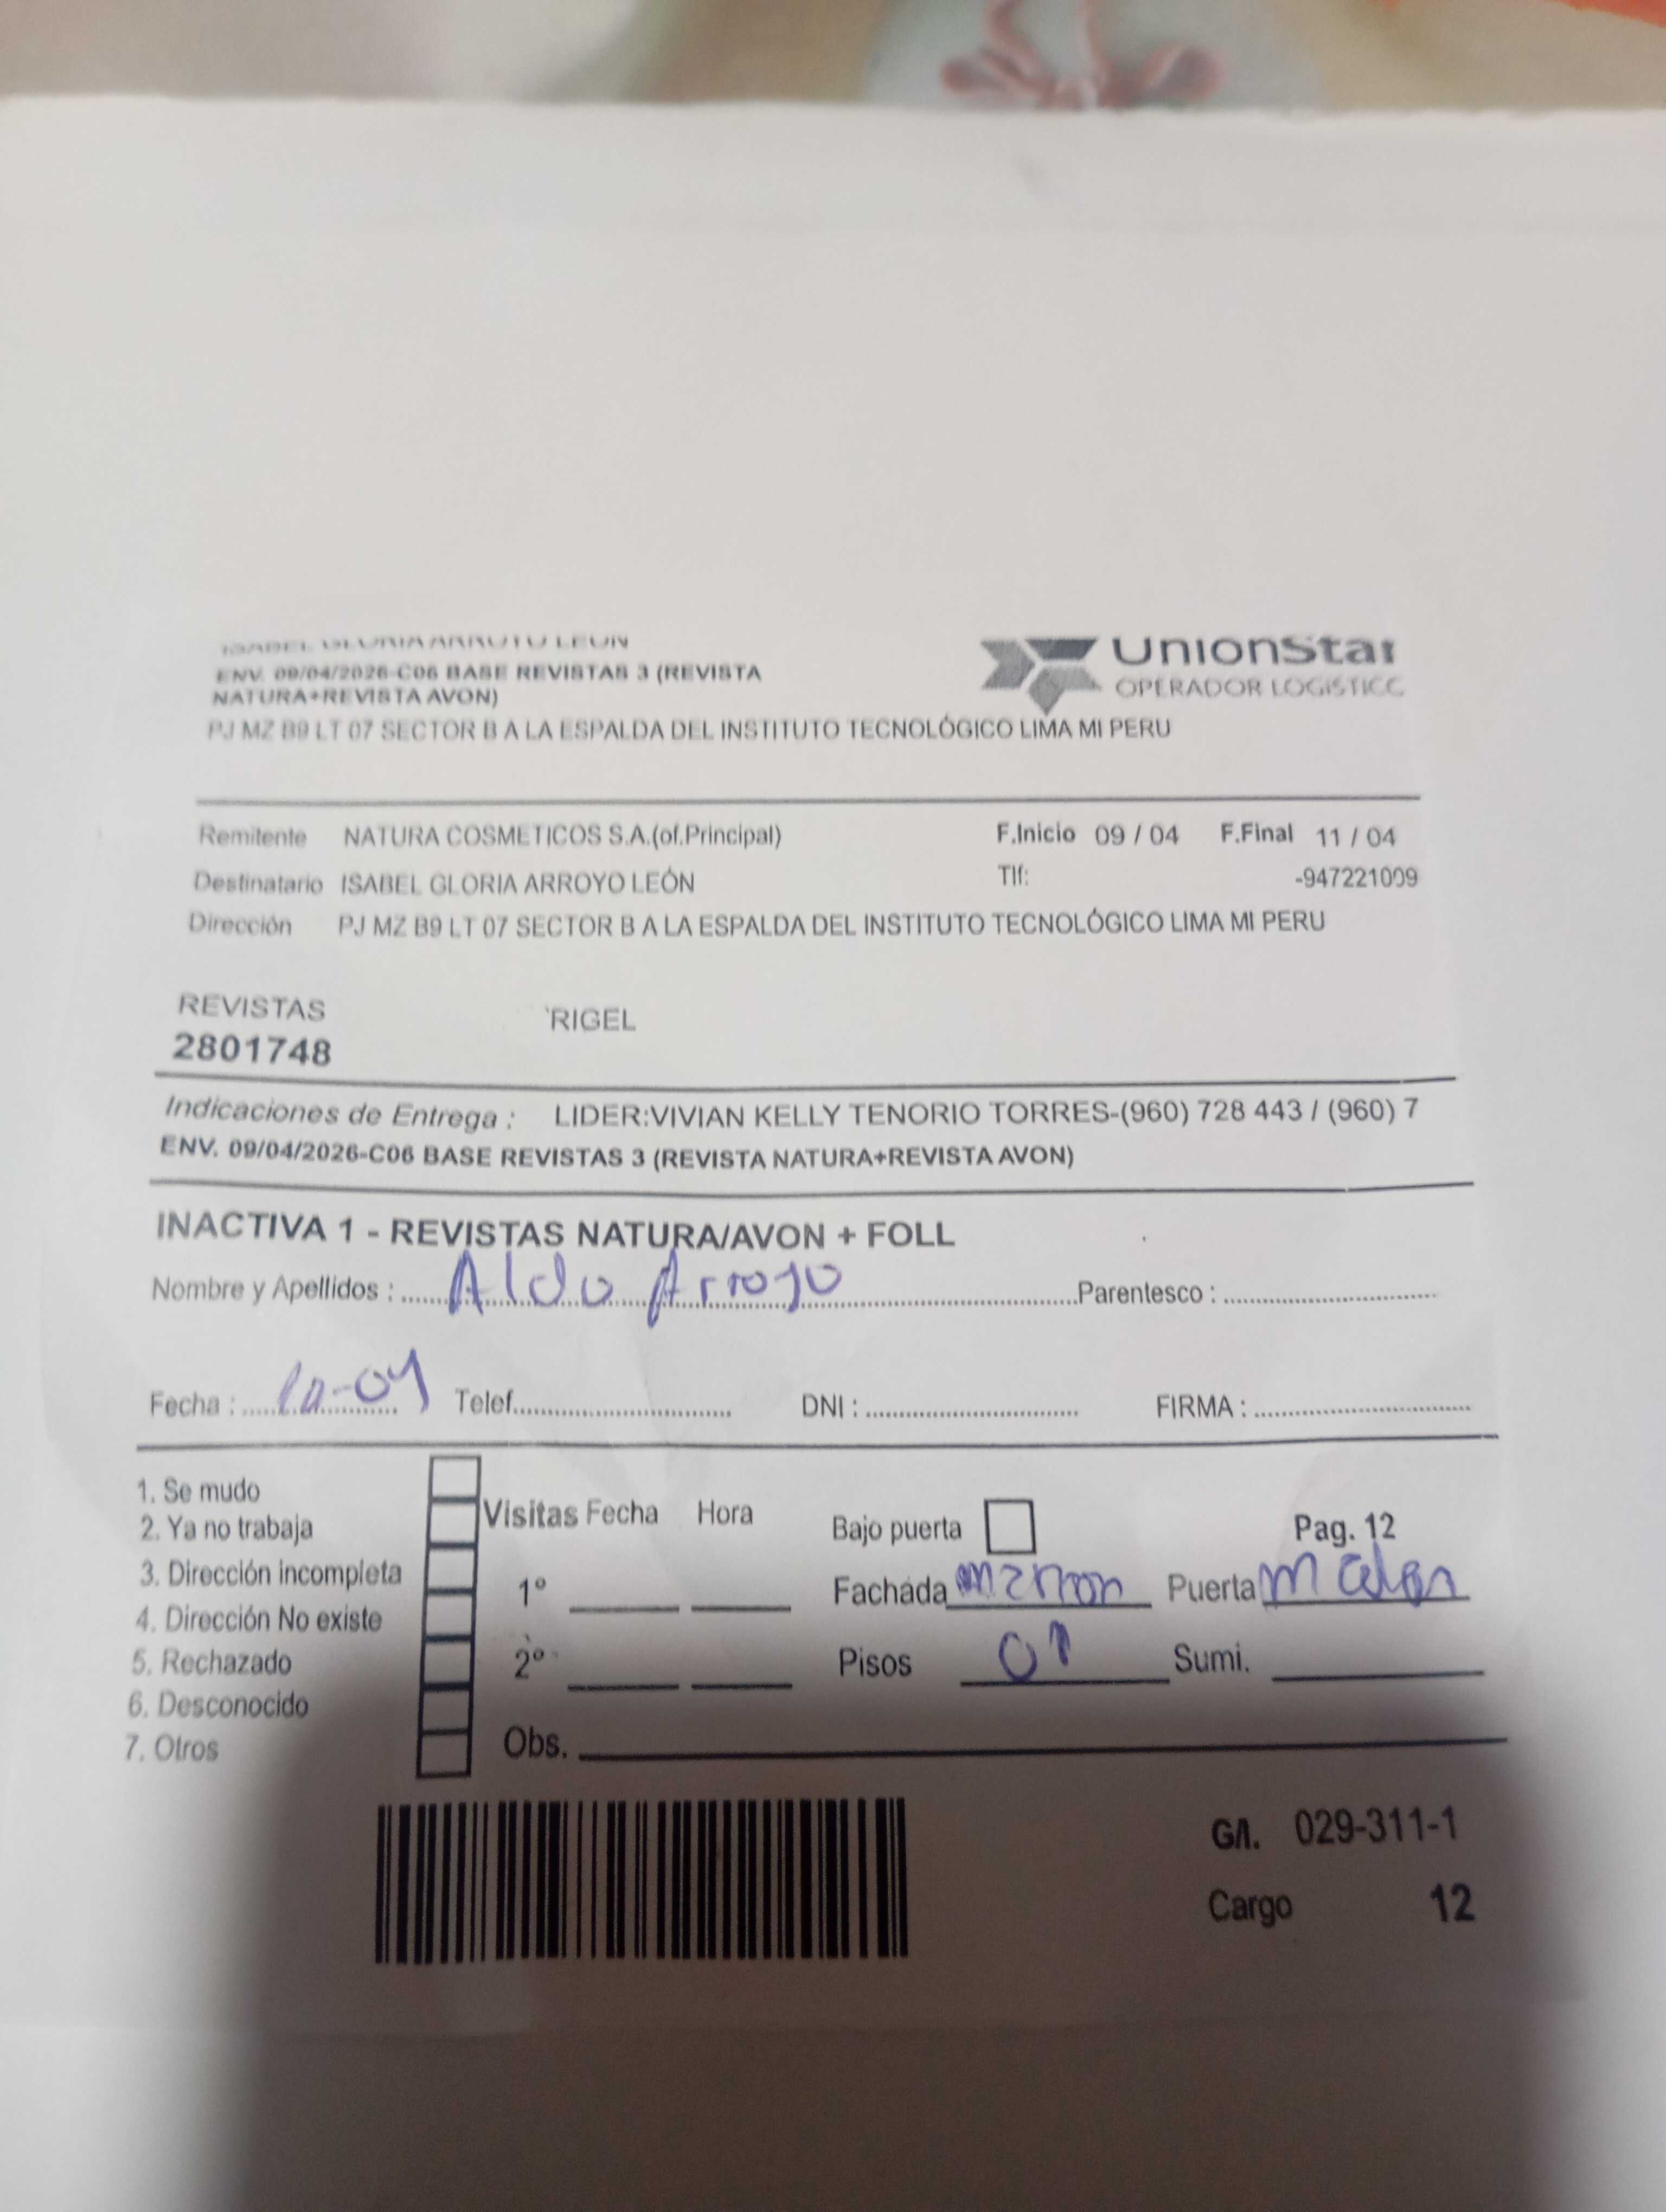 ISABEL GLORIA ARROYO LEÓN
UnionStar
OPERADOR LOGÍSTICO
ENV. 09/04/2026-C06 BASE REVISTAS 3 (REVISTA
NATURA+REVISTA AVON)
PJ MZ B9 LT 07 SECTOR B A LA ESPALDA DEL INSTITUTO TECNOLÓGICO LIMA MI PERU
Remitente NATURA COSMETICOS S.A.(of.Principal) F.Inicio 09 / 04 F.Final 11 / 04
Destinatario ISABEL GLORIA ARROYO LEÓN Tlf: -947221009
Dirección PJ MZ B9 LT 07 SECTOR B A LA ESPALDA DEL INSTITUTO TECNOLÓGICO LIMA MI PERU
REVISTAS 'RIGEL
2801748
Indicaciones de Entrega : LIDER:VIVIAN KELLY TENORIO TORRES-(960) 728 443 / (960) 7
ENV. 09/04/2026-C06 BASE REVISTAS 3 (REVISTA NATURA+REVISTA AVON)
INACTIVA 1 - REVISTAS NATURA/AVON + FOLL
Nombre y Apellidos : Aldo Arroyo Parentesco :
Fecha : 10-04 Telef. DNI : FIRMA :
1. Se mudo
2. Ya no trabaja
3. Dirección incompleta
4. Dirección No existe
5. Rechazado
6. Desconocido
7. Otros
Visitas Fecha Hora
1º
2º
Obs.
Bajo puerta Pag. 12
Fachada Puerta
Pisos 01 Sumi.
G/I. 029-311-1
Cargo 12